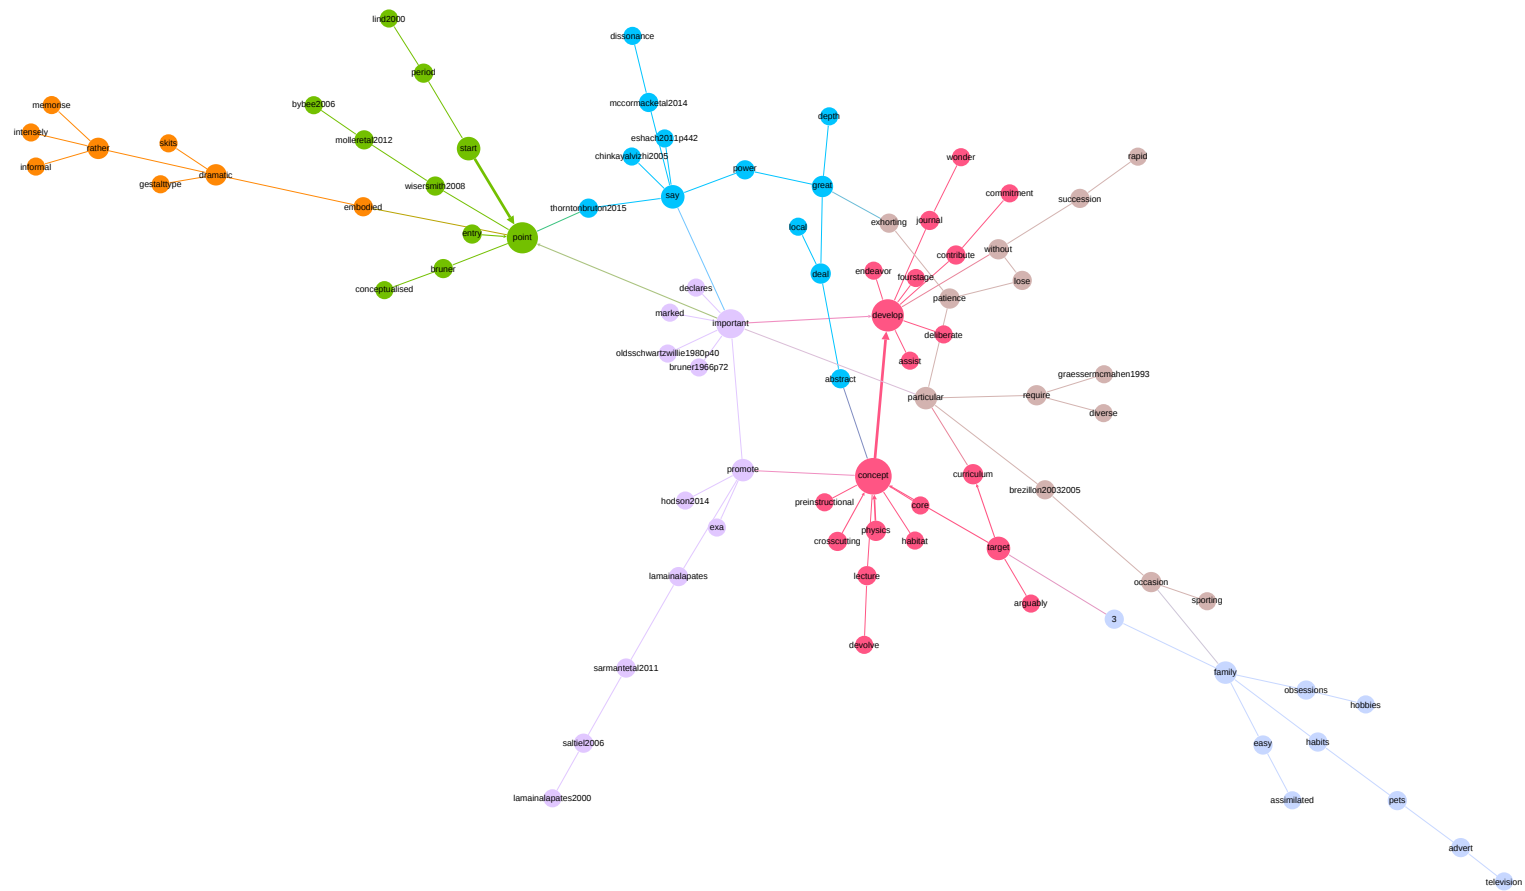 lind2000
dissonance
period
memorise
bybee2006
mccormacketal2014
depth
intensely
molleretal2012
eshach2011p442
skits
rather
start
chinkayalvizhi2005
wonder
rapid
informal
dramatic
power
great
gestalttype
wisersmith2008
say
commitment
succession
embodied
thorntonbruton2015
exhorting
journal
local
entry
point
without
contribute
bruner
deal
endeavor
fourstage
lose
conceptualised
declares
patience
marked
important
develop
deliberate
oldsschwartzwillie1980p40
bruner1966p72
assist
abstract
graessermcmahen1993
particular
require
diverse
promote
concept
curriculum
hodson2014
preinstructional
core
brezillon20032005
exa
physics
crosscutting
habitat
target
lamainalapates
lecture
occasion
arguably
sporting
3
devolve
sarmantetal2011
family
obsessions
hobbies
saltiel2006
easy
habits
lamainalapates2000
assimilated
pets
advert
television